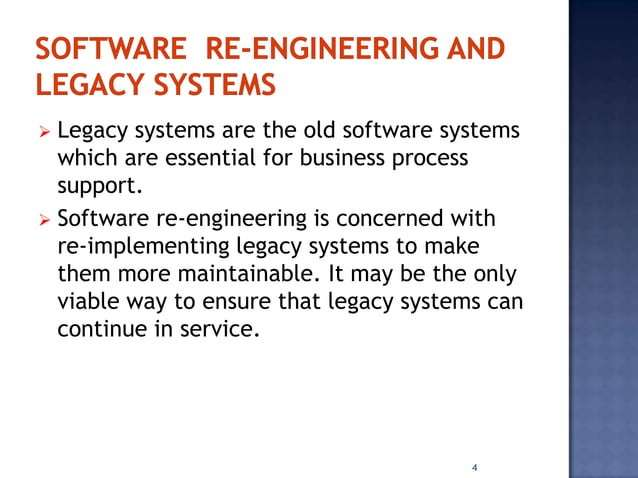 SOFTWARE RE-ENGINEERING AND
LEGACY SYSTEMS
➢ Legacy systems are the old software systems
which are essential for business process
support.
➢ Software re-engineering is concerned with
re-implementing legacy systems to make
them more maintainable. It may be the only
viable way to ensure that legacy systems can
continue in service.
4